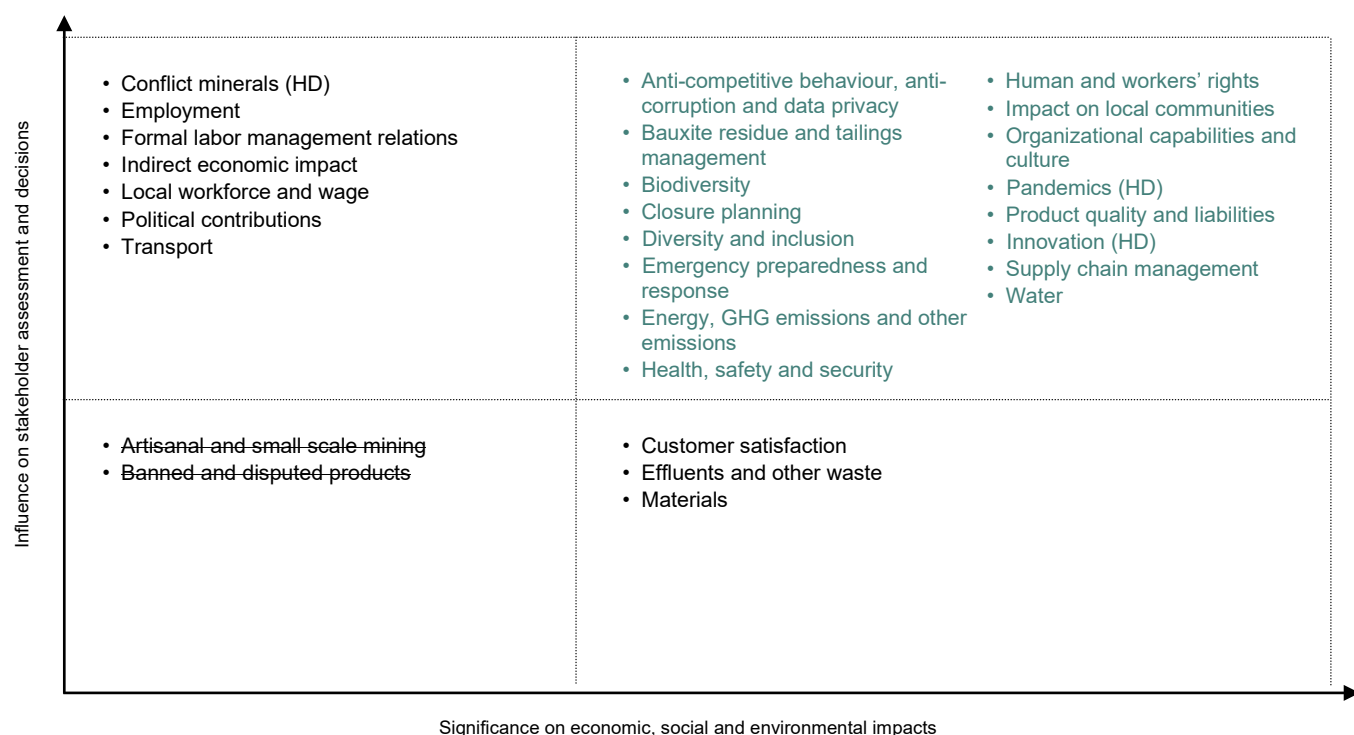 Influence on stakeholder assessment and decisions
• Conflict minerals (HD)
• Employment
• Formal labor management relations
• Indirect economic impact
• Local workforce and wage
• Political contributions
• Transport
• Anti-competitive behaviour, anti-
corruption and data privacy
• Bauxite residue and tailings
management
• Biodiversity
• Closure planning
• Diversity and inclusion
• Emergency preparedness and
response
• Energy, GHG emissions and other
emissions
• Health, safety and security
• Human and workers’ rights
• Impact on local communities
• Organizational capabilities and
culture
• Pandemics (HD)
• Product quality and liabilities
• Innovation (HD)
• Supply chain management
• Water
• Artisanal and small scale mining
• Banned and disputed products
• Customer satisfaction
• Effluents and other waste
• Materials
Significance on economic, social and environmental impacts